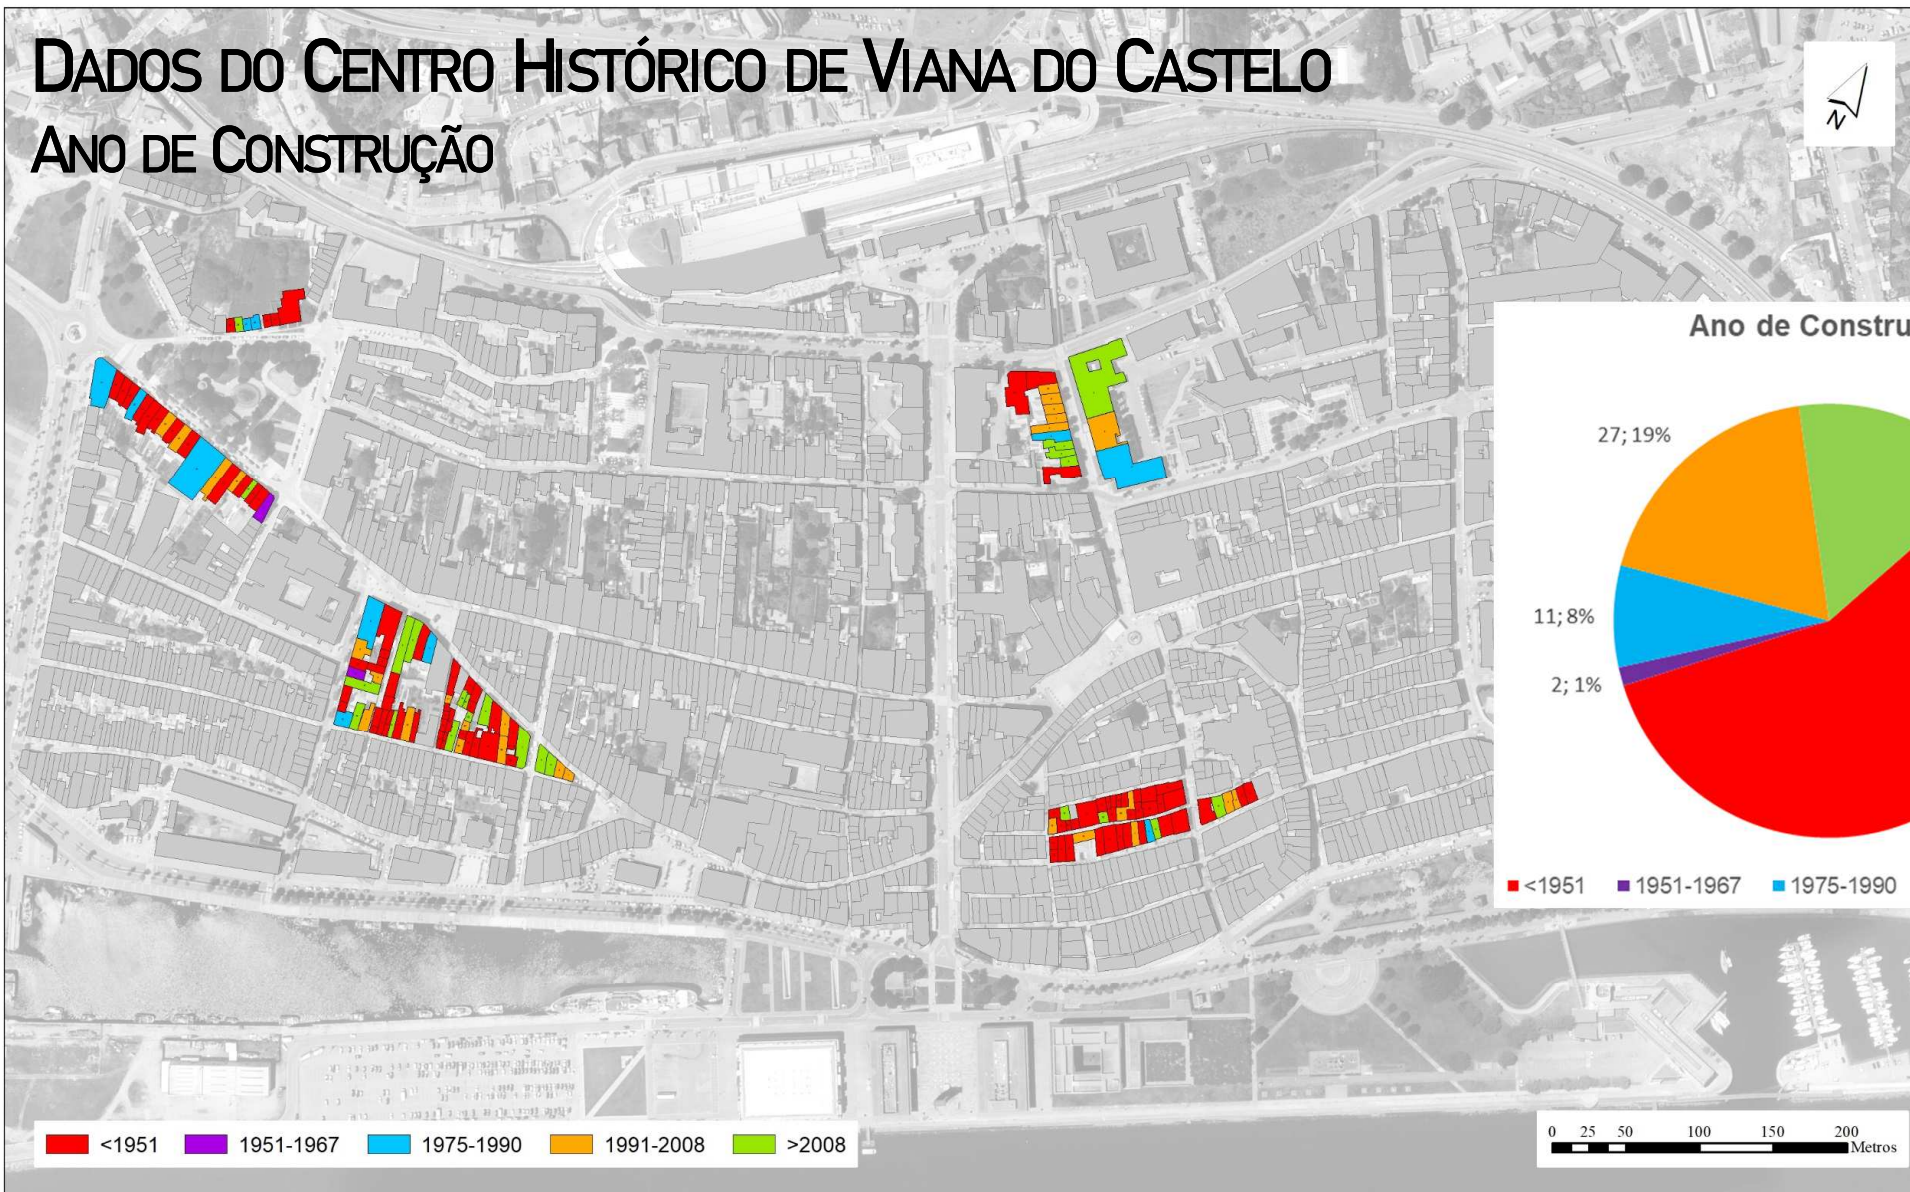 DADOS DO CENTRO HISTÓRICO DE VIANA DO CASTELO
ANO DE CONSTRUÇÃO
N
Ano de Constru
27; 19%
11; 8%
2; 1%
<1951 1951-1967 1975-1990
<1951 1951-1967 1975-1990 1991-2008 >2008
0 25 50 100 150 200
Metros